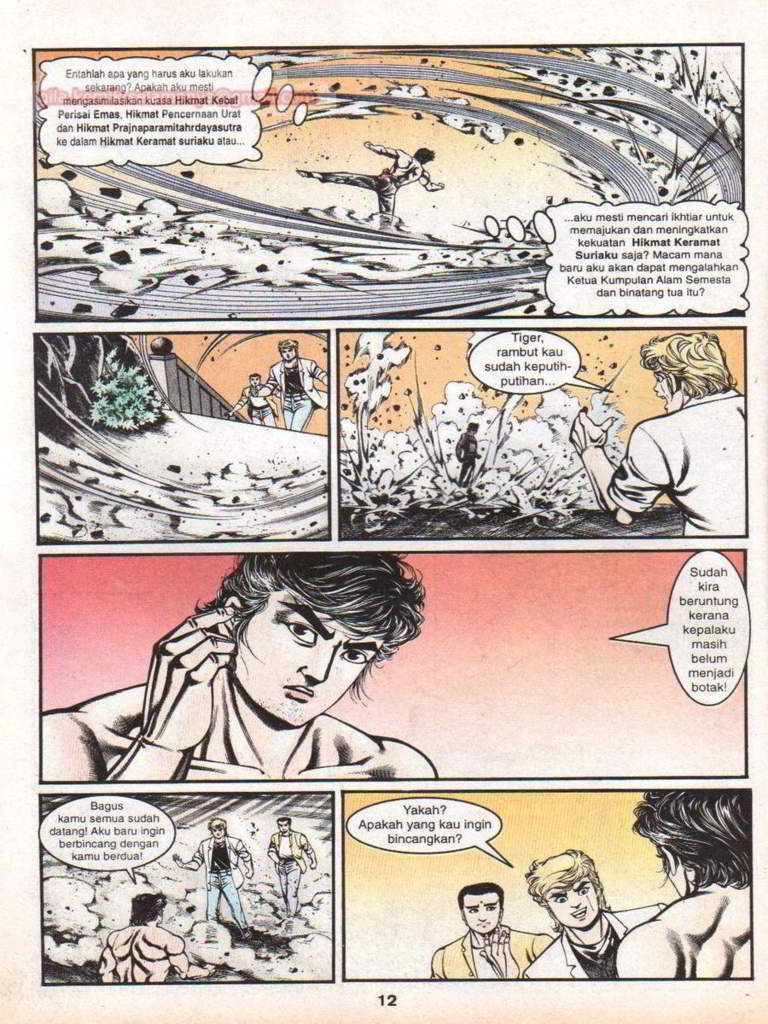 Entahlah apa yang harus aku lakukan
sekarang? Apakah aku mesti
mengasimilasikan kuasa Hikmat Kebal
Perisai Emas, Hikmat Pencernaan Urat
dan Hikmat Prajnaparamitahrdayasutra
ke dalam Hikmat Keramat suriaku atau...
...aku mesti mencari ikhtiar untuk
memajukan dan meningkatkan
kekuatan Hikmat Keramat
Suriaku saja? Macam mana
baru aku akan dapat mengalahkan
Ketua Kumpulan Alam Semesta
dan binatang tua itu?
Tiger,
rambut kau
sudah keputih-
putihan...
Sudah
kira
beruntung
kerana
kepalaku
masih
belum
menjadi
botak!
Bagus
kamu semua sudah
datang! Aku baru ingin
berbincang dengan
kamu berdua!
Yakah?
Apakah yang kau ingin
bincangkan?
12